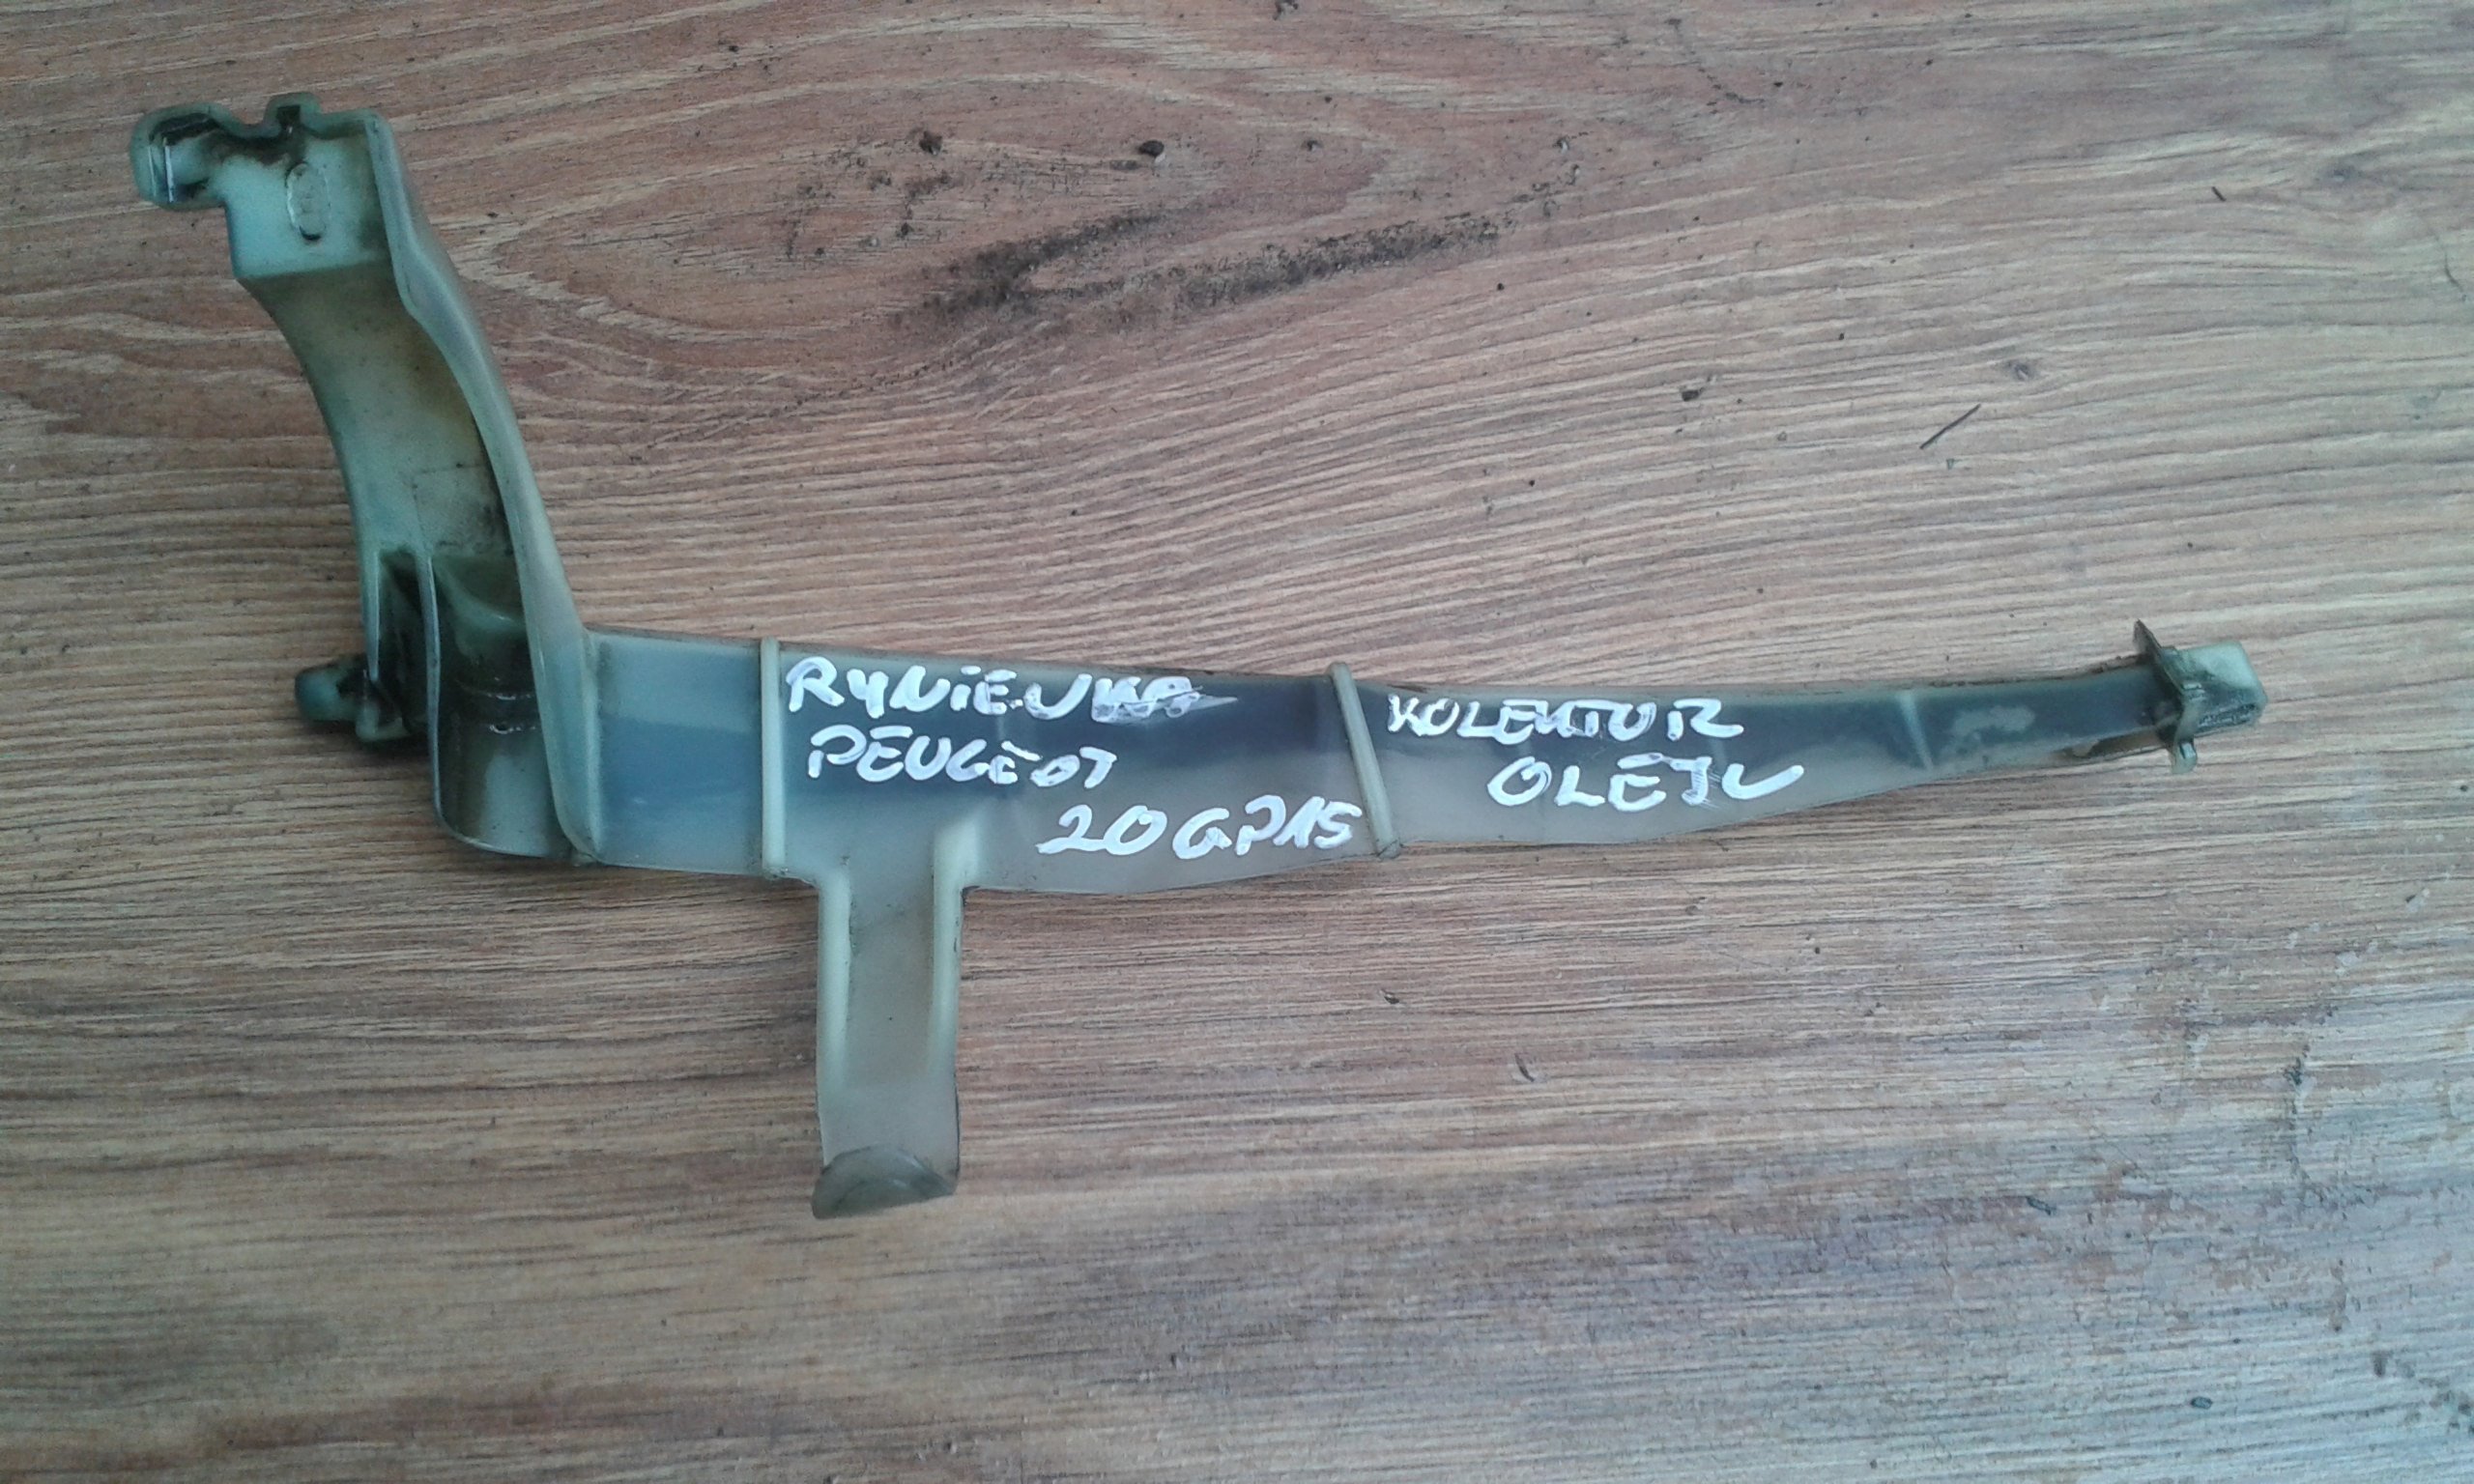 RYNIENKA
PEUGEOT
20GP15
KOLEKTOR
OLEJU